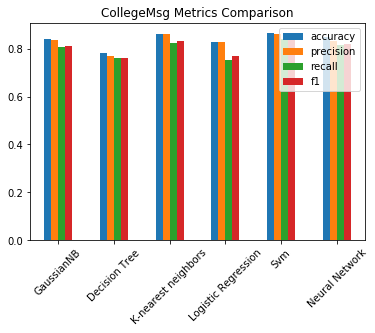 CollegeMsg Metrics Comparison
accuracy
precision
recall
f1
0.8
0.6
0.4
0.2
0.0
GaussianNB
Decision Tree
K-nearest neighbors
Logistic Regression
Svm
Neural Network